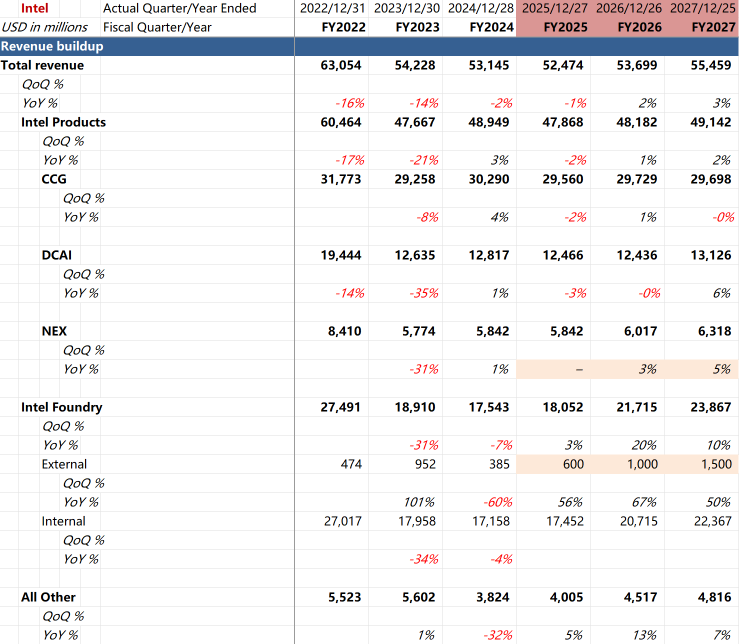 Intel Actual Quarter/Year Ended 2022/12/31 2023/12/30 2024/12/28 2025/12/27 2026/12/26 2027/12/25
USD in millions Fiscal Quarter/Year FY2022 FY2023 FY2024 FY2025 FY2026 FY2027
Revenue buildup
Total revenue 63,054 54,228 53,145 52,474 53,699 55,459
QoQ %
YoY % -16% -14% -2% -1% 2% 3%
Intel Products 60,464 47,667 48,949 47,868 48,182 49,142
QoQ %
YoY % -17% -21% 3% -2% 1% 2%
CCG 31,773 29,258 30,290 29,560 29,729 29,698
QoQ %
YoY % -8% 4% -2% 1% -0%
DCAI 19,444 12,635 12,817 12,466 12,436 13,126
QoQ %
YoY % -14% -35% 1% -3% -0% 6%
NEX 8,410 5,774 5,842 5,842 6,017 6,318
QoQ %
YoY % -31% 1% – 3% 5%
Intel Foundry 27,491 18,910 17,543 18,052 21,715 23,867
QoQ %
YoY % -31% -7% 3% 20% 10%
External 474 952 385 600 1,000 1,500
QoQ %
YoY % 101% -60% 56% 67% 50%
Internal 27,017 17,958 17,158 17,452 20,715 22,367
QoQ %
YoY % -34% -4%
All Other 5,523 5,602 3,824 4,005 4,517 4,816
QoQ %
YoY % 1% -32% 5% 13% 7%